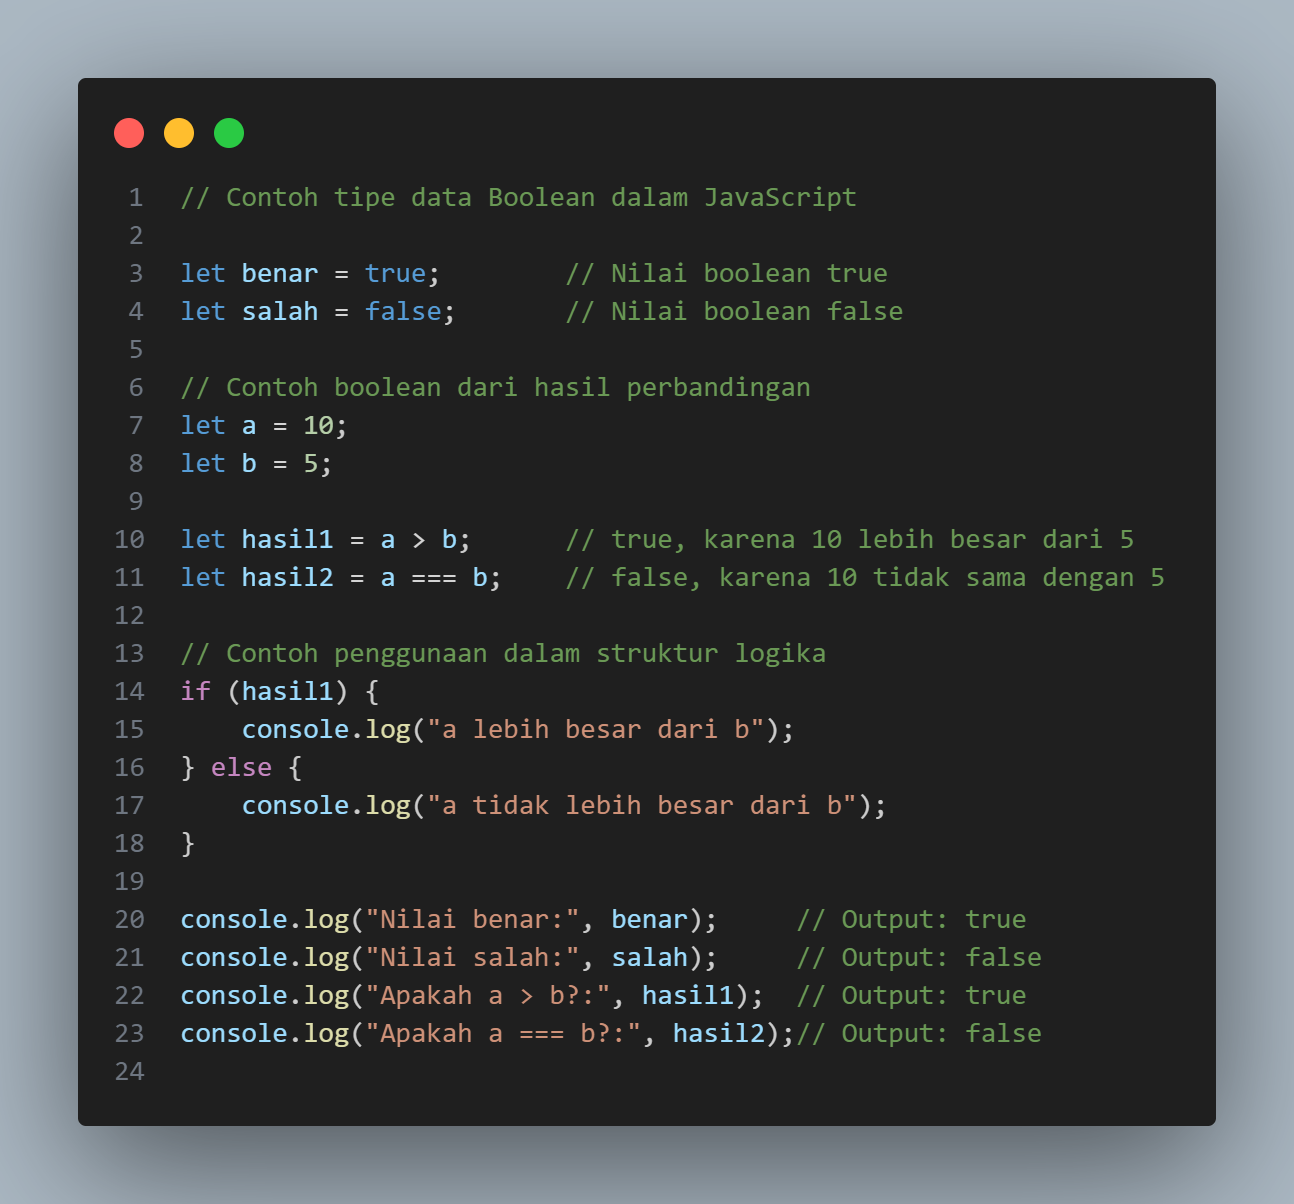 1 // Contoh tipe data Boolean dalam JavaScript
2
3 let benar = true;        // Nilai boolean true
4 let salah = false;       // Nilai boolean false
5
6 // Contoh boolean dari hasil perbandingan
7 let a = 10;
8 let b = 5;
9
10 let hasil1 = a > b;      // true, karena 10 lebih besar dari 5
11 let hasil2 = a === b;    // false, karena 10 tidak sama dengan 5
12
13 // Contoh penggunaan dalam struktur logika
14 if (hasil1) {
15     console.log("a lebih besar dari b");
16 } else {
17     console.log("a tidak lebih besar dari b");
18 }
19
20 console.log("Nilai benar:", benar);     // Output: true
21 console.log("Nilai salah:", salah);     // Output: false
22 console.log("Apakah a > b?:", hasil1);  // Output: true
23 console.log("Apakah a === b?:", hasil2);// Output: false
24